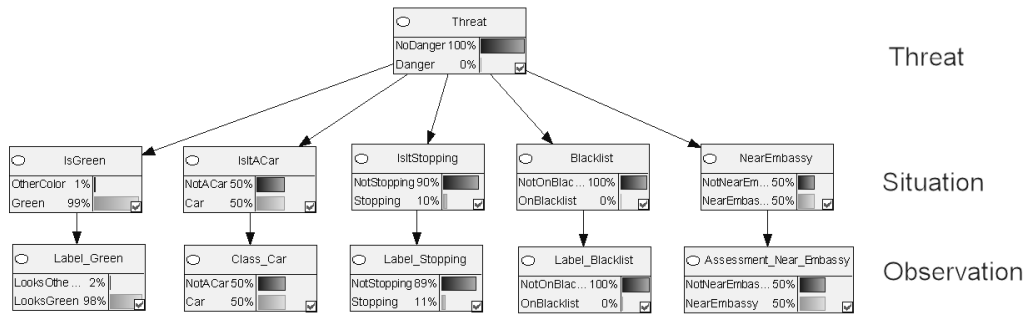 Threat
NoDanger 100%
Danger 0%
Threat
IsGreen
OtherColor 1%
Green 99%
IsItACar
NotACar 50%
Car 50%
IsItStopping
NotStopping 90%
Stopping 10%
Blacklist
NotOnBlac ... 100%
OnBlacklist 0%
NearEmbassy
NotNearEm... 50%
NearEmbas... 50%
Situation
Label_Green
LooksOthe ... 2%
LooksGreen 98%
Class_Car
NotACar 50%
Car 50%
Label_Stopping
NotStopping 89%
Stopping 11%
Label_Blacklist
NotOnBlac... 100%
OnBlacklist 0%
Assessment_Near_Embassy
NotNearEmbas... 50%
NearEmbassy 50%
Observation